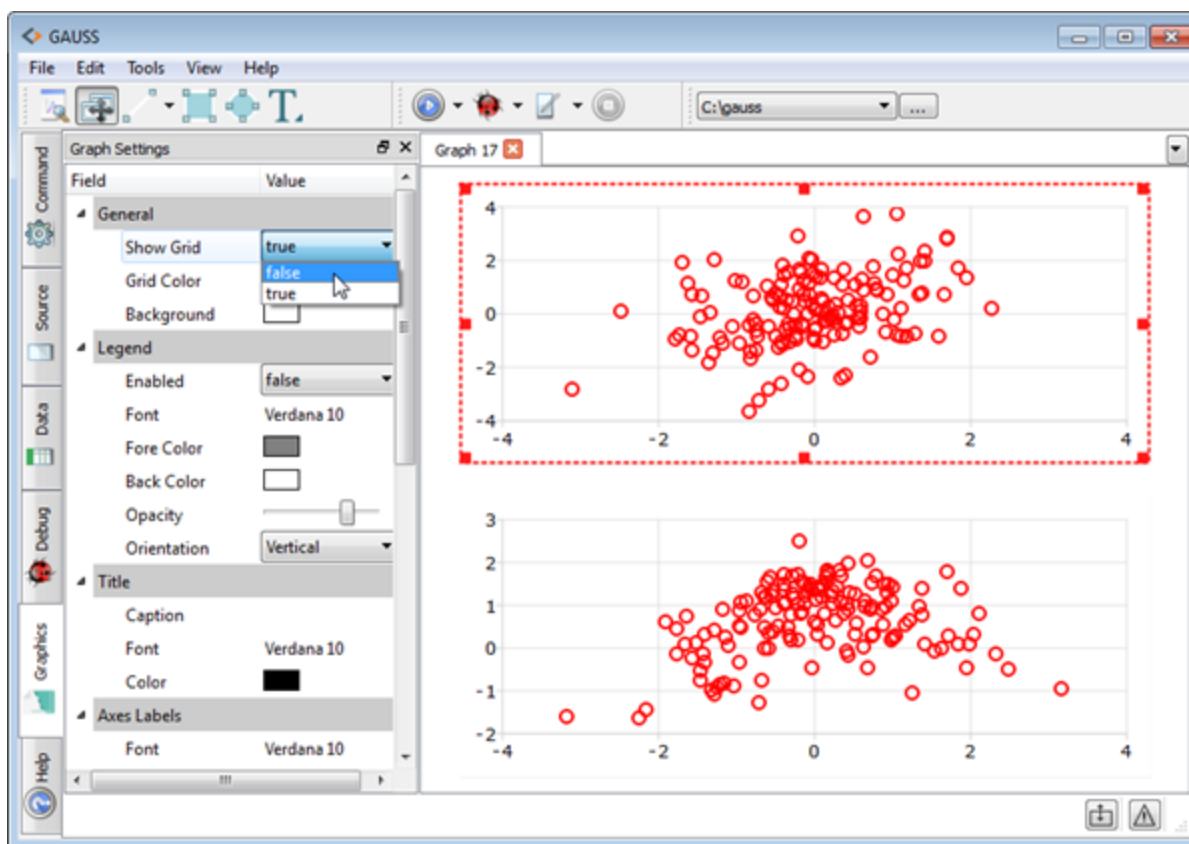 GAUSS
File Edit Tools View Help
T
C:\gauss ...
Command
Source
Data
Debug
Graphics
Help
Graph Settings
Field Value
General
Show Grid true
false
true
Grid Color
Background
Legend
Enabled false
Font Verdana 10
Fore Color
Back Color
Opacity
Orientation Vertical
Title
Caption
Font Verdana 10
Color
Axes Labels
Font Verdana 10
Graph 17
4
2
0
-2
-4
-4 -2 0 2 4
3
2
1
0
-1
-2
-4 -2 0 2 4